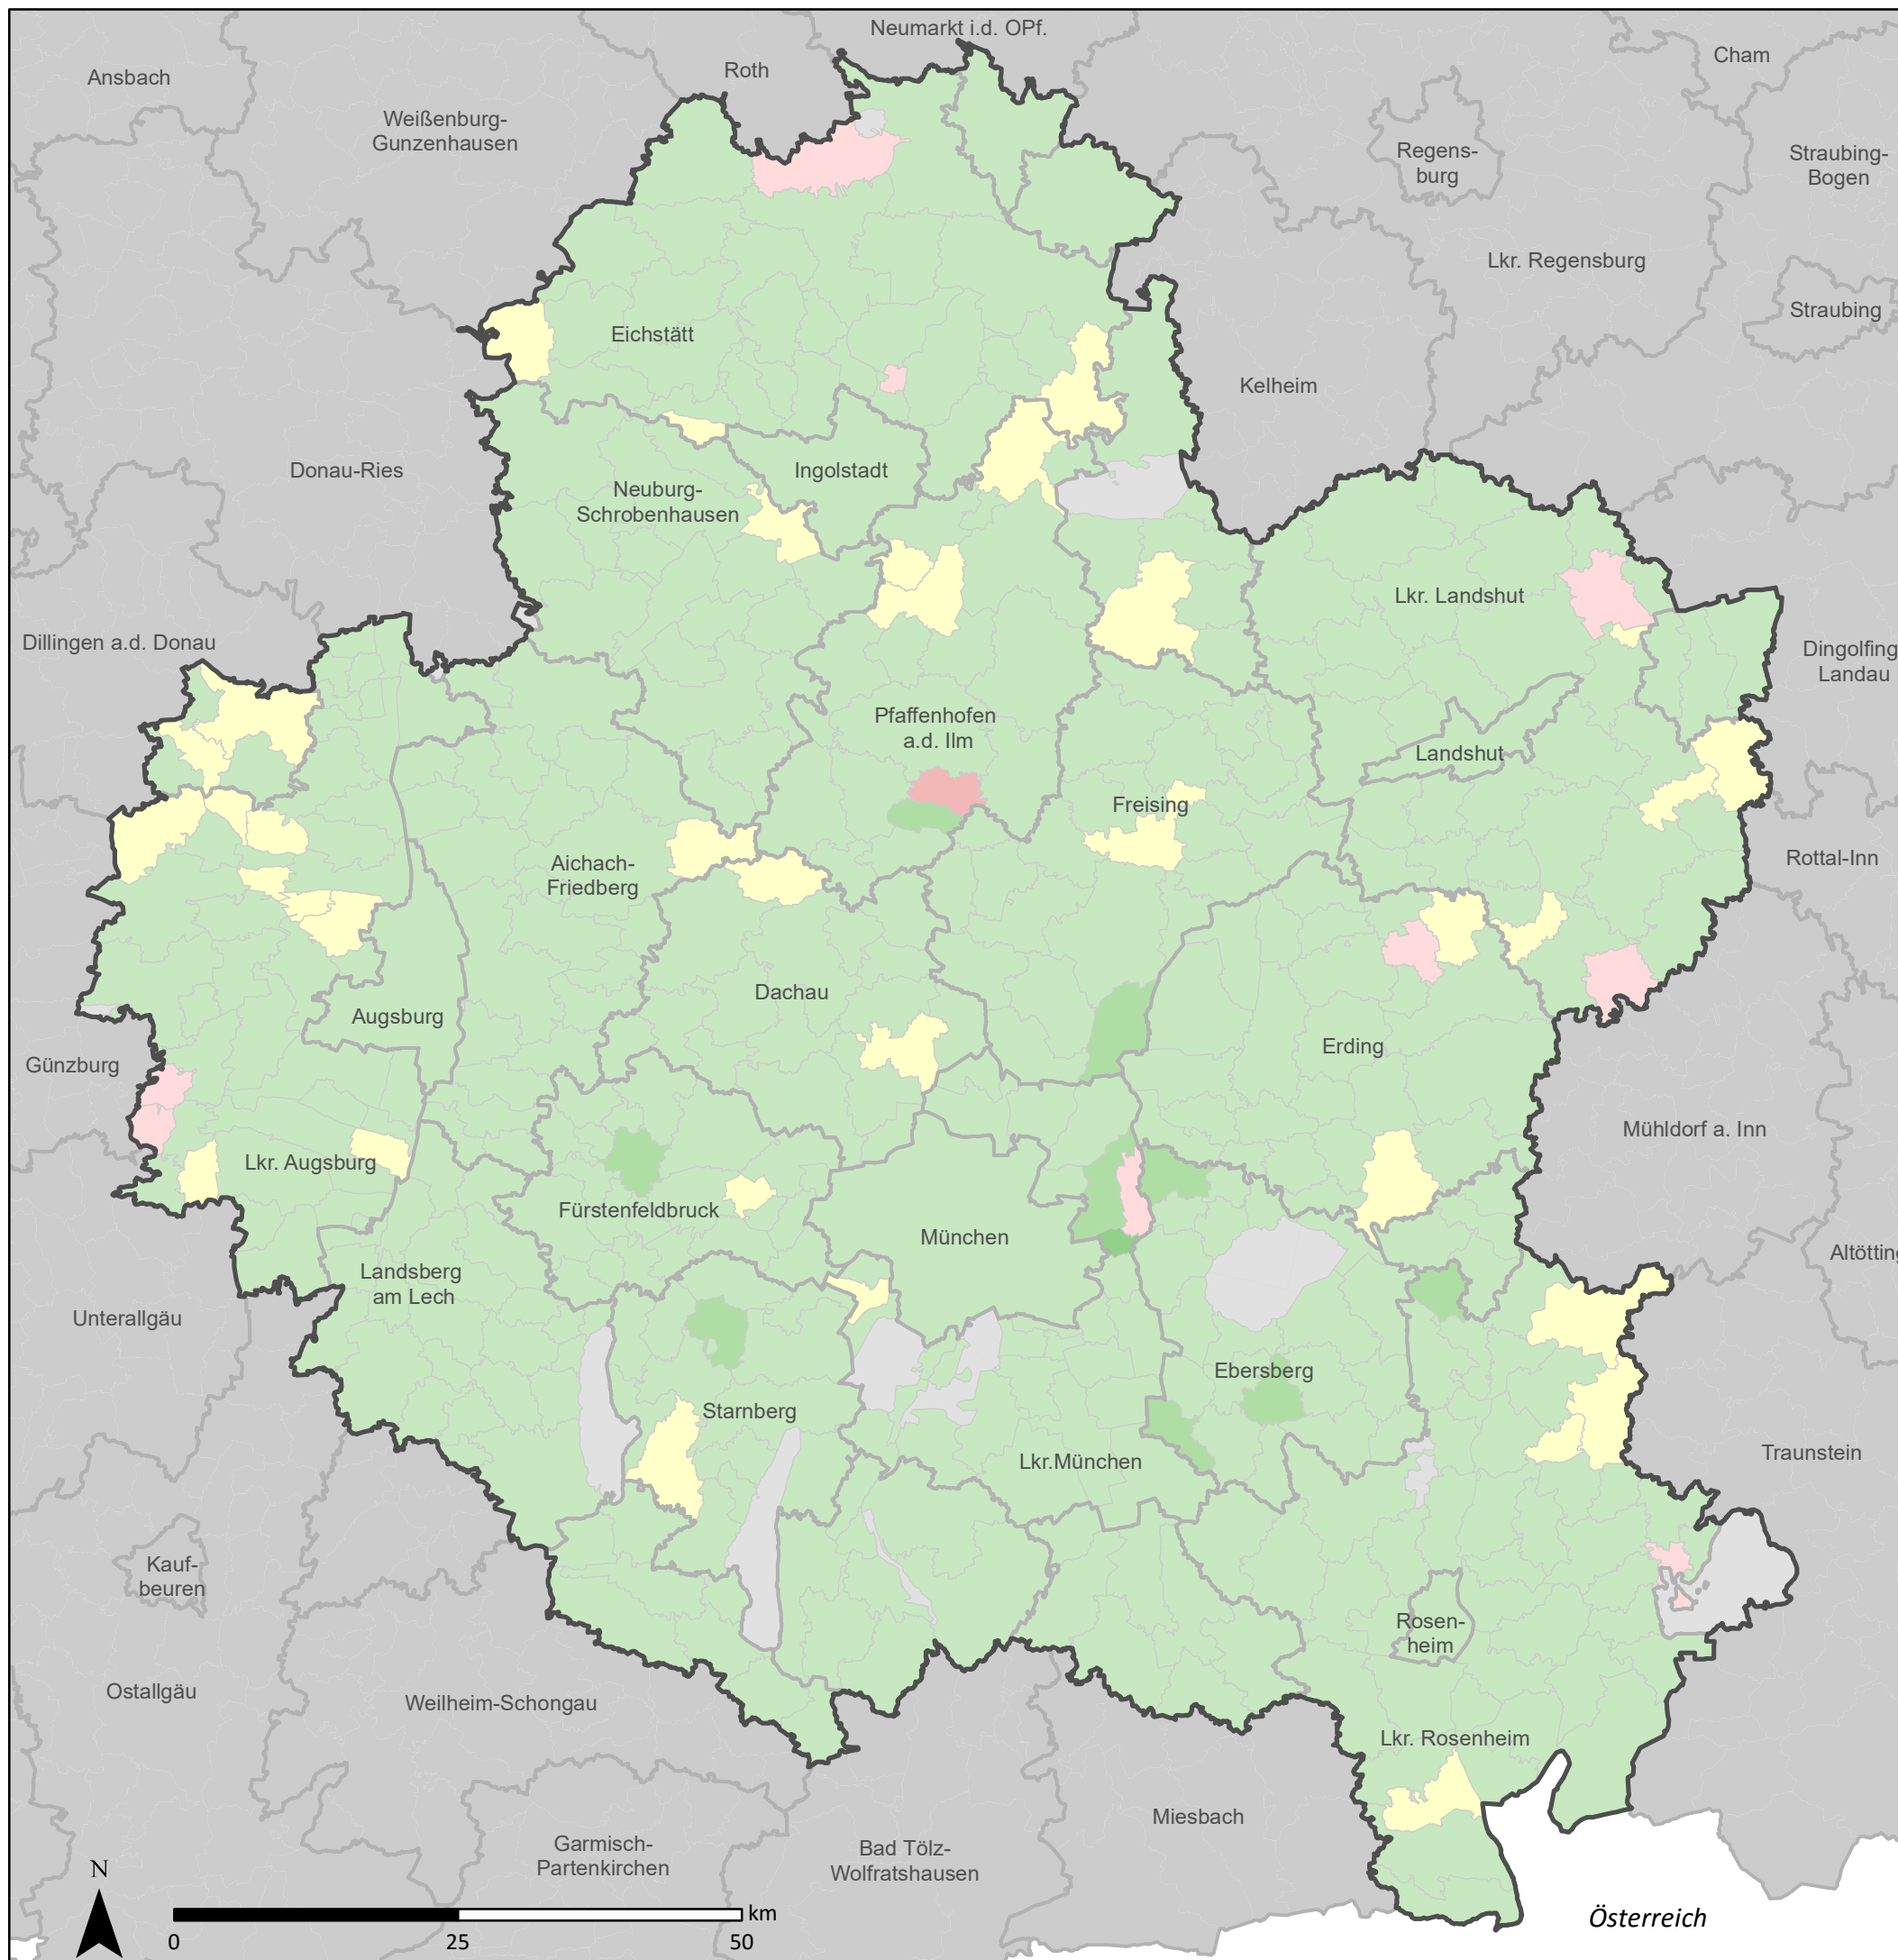 Neumarkt i.d. OPf.
Ansbach
Roth
Cham
Weißenburg-
Gunzenhausen
Regens-
burg
Straubing-
Bogen
Lkr. Regensburg
Straubing
Eichstätt
Kelheim
Donau-Ries
Ingolstadt
Neuburg-
Schrobenhausen
Lkr. Landshut
Dillingen a.d. Donau
Dingolfing
Landau
Pfaffenhofen
a.d. Ilm
Landshut
Freising
Aichach-
Friedberg
Rottal-Inn
Dachau
Augsburg
Günzburg
Erding
Mühldorf a. Inn
Lkr. Augsburg
Fürstenfeldbruck
München
Altötting
Landsberg
am Lech
Unterallgäu
Ebersberg
Starnberg
Lkr.München
Traunstein
Kauf-
beuren
Rosen-
heim
Ostallgäu
Weilheim-Schongau
Lkr. Rosenheim
Miesbach
Garmisch-
Partenkirchen
Bad Tölz-
Wolfratshausen
Österreich
N
km
0 25 50